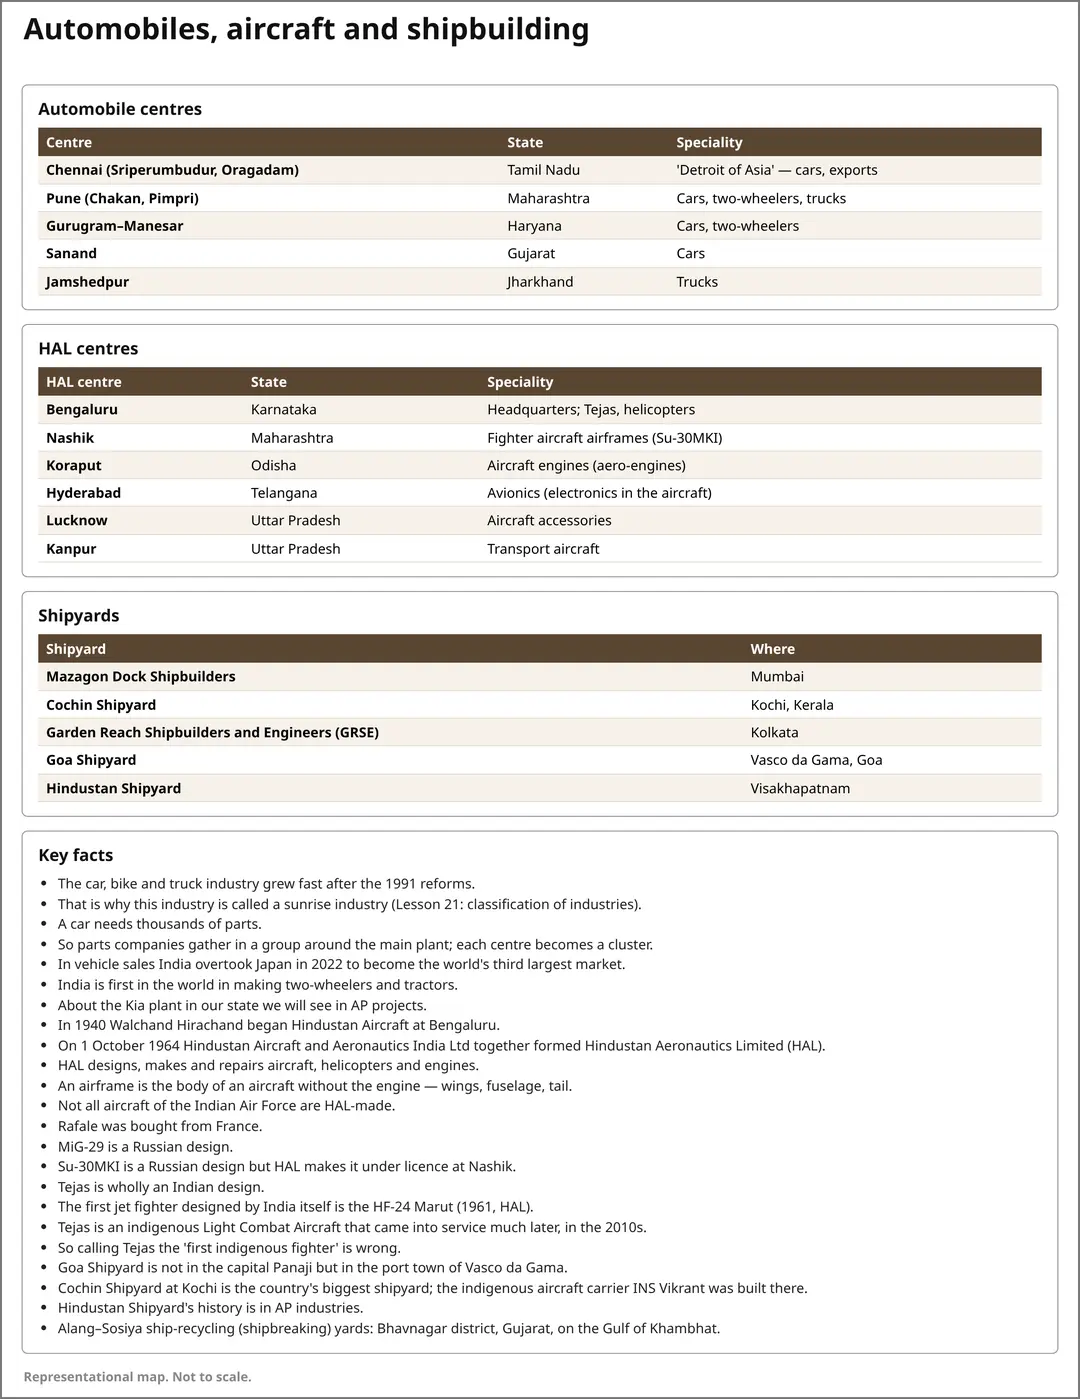 Automobiles, aircraft and shipbuilding
Automobile centres
Centre State Speciality
Chennai (Sriperumbudur, Oragadam) Tamil Nadu 'Detroit of Asia' — cars, exports
Pune (Chakan, Pimpri) Maharashtra Cars, two-wheelers, trucks
Gurugram–Manesar Haryana Cars, two-wheelers
Sanand Gujarat Cars
Jamshedpur Jharkhand Trucks
HAL centres
HAL centre State Speciality
Bengaluru Karnataka Headquarters; Tejas, helicopters
Nashik Maharashtra Fighter aircraft airframes (Su-30MKI)
Koraput Odisha Aircraft engines (aero-engines)
Hyderabad Telangana Avionics (electronics in the aircraft)
Lucknow Uttar Pradesh Aircraft accessories
Kanpur Uttar Pradesh Transport aircraft
Shipyards
Shipyard Where
Mazagon Dock Shipbuilders Mumbai
Cochin Shipyard Kochi, Kerala
Garden Reach Shipbuilders and Engineers (GRSE) Kolkata
Goa Shipyard Vasco da Gama, Goa
Hindustan Shipyard Visakhapatnam
Key facts
• The car, bike and truck industry grew fast after the 1991 reforms.
• That is why this industry is called a sunrise industry (Lesson 21: classification of industries).
• A car needs thousands of parts.
• So parts companies gather in a group around the main plant; each centre becomes a cluster.
• In vehicle sales India overtook Japan in 2022 to become the world's third largest market.
• India is first in the world in making two-wheelers and tractors.
• About the Kia plant in our state we will see in AP projects.
• In 1940 Walchand Hirachand began Hindustan Aircraft at Bengaluru.
• On 1 October 1964 Hindustan Aircraft and Aeronautics India Ltd together formed Hindustan Aeronautics Limited (HAL).
• HAL designs, makes and repairs aircraft, helicopters and engines.
• An airframe is the body of an aircraft without the engine — wings, fuselage, tail.
• Not all aircraft of the Indian Air Force are HAL-made.
• Rafale was bought from France.
• MiG-29 is a Russian design.
• Su-30MKI is a Russian design but HAL makes it under licence at Nashik.
• Tejas is wholly an Indian design.
• The first jet fighter designed by India itself is the HF-24 Marut (1961, HAL).
• Tejas is an indigenous Light Combat Aircraft that came into service much later, in the 2010s.
• So calling Tejas the 'first indigenous fighter' is wrong.
• Goa Shipyard is not in the capital Panaji but in the port town of Vasco da Gama.
• Cochin Shipyard at Kochi is the country's biggest shipyard; the indigenous aircraft carrier INS Vikrant was built there.
• Hindustan Shipyard's history is in AP industries.
• Alang–Sosiya ship-recycling (shipbreaking) yards: Bhavnagar district, Gujarat, on the Gulf of Khambhat.
Representational map. Not to scale.